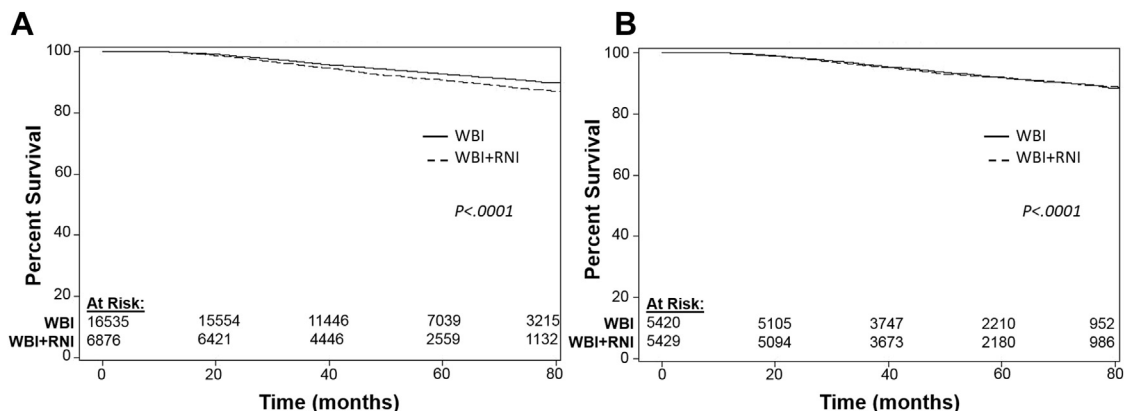 A
Percent Survival
100
80
60
40
20
0
WBI
WBI+RNI
P<.0001
At Risk:
WBI 16535 15554 11446 7039 3215
WBI+RNI 6876 6421 4446 2559 1132
0 20 40 60 80
Time (months)
B
Percent Survival
100
80
60
40
20
0
WBI
WBI+RNI
P<.0001
At Risk:
WBI 5420 5105 3747 2210 952
WBI+RNI 5429 5094 3673 2180 986
0 20 40 60 80
Time (months)